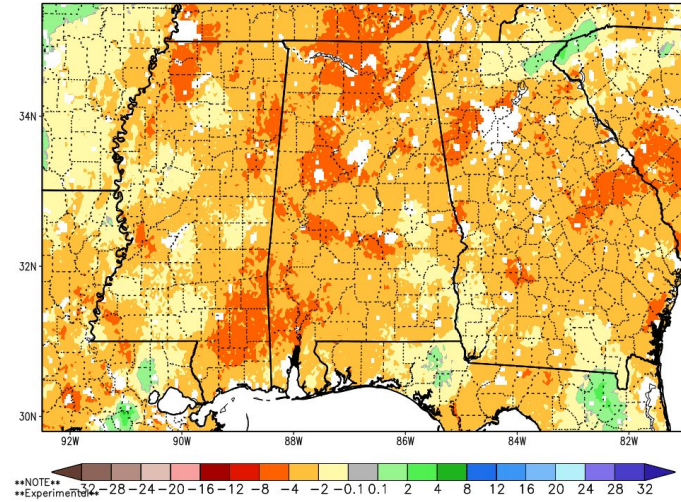 34N
32N
30N
92W 90W 88W 86W 84W 82W
-32 -28 -24 -20 -16 -12 -8 -4 -2 -0.1 0.1 2 4 8 12 16 20 24 28 32
**NOTE**
**Experimental**